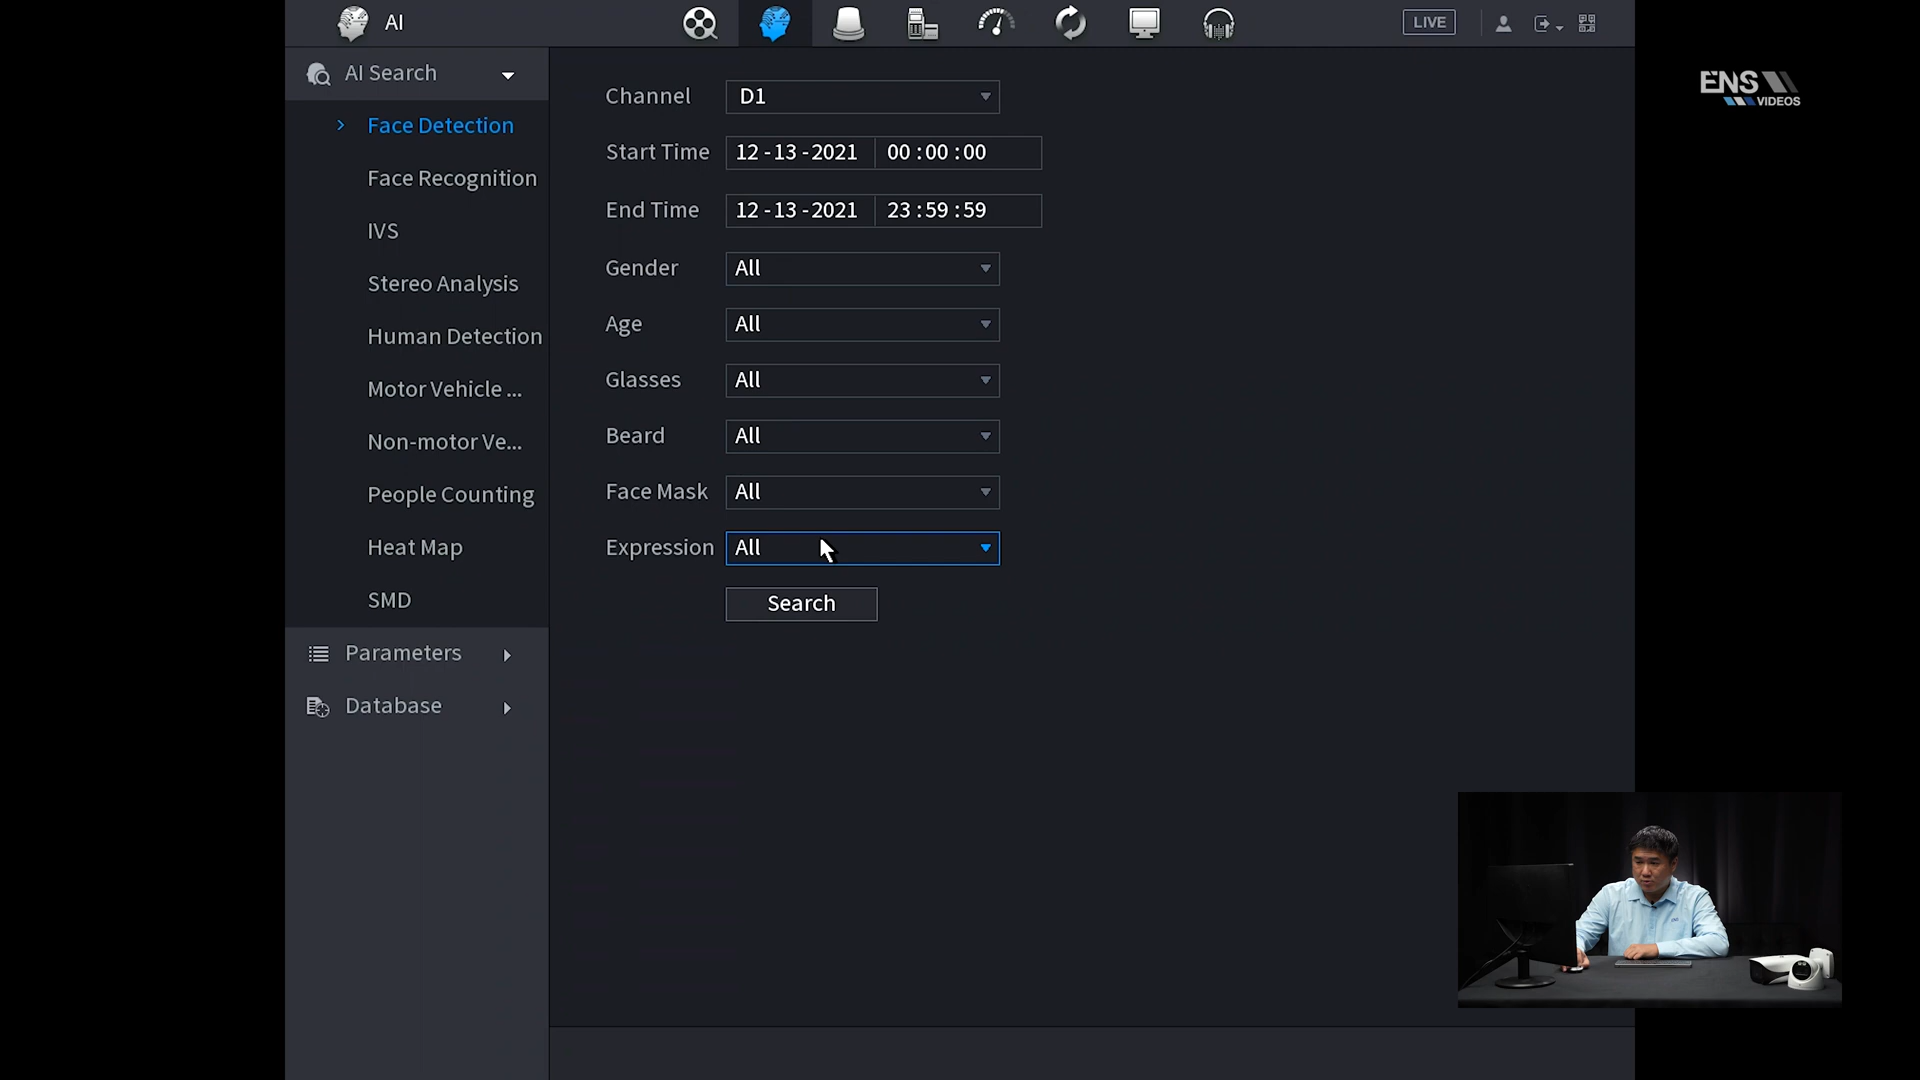 AI
LIVE
ENS
VIDEOS
AI Search
Face Detection
Face Recognition
IVS
Stereo Analysis
Human Detection
Motor Vehicle ...
Non-motor Ve...
People Counting
Heat Map
SMD
Parameters
Database
Channel D1
Start Time 12 -13 -2021 00 :00 :00
End Time 12 -13 -2021 23 :59 :59
Gender All
Age All
Glasses All
Beard All
Face Mask All
Expression All
Search